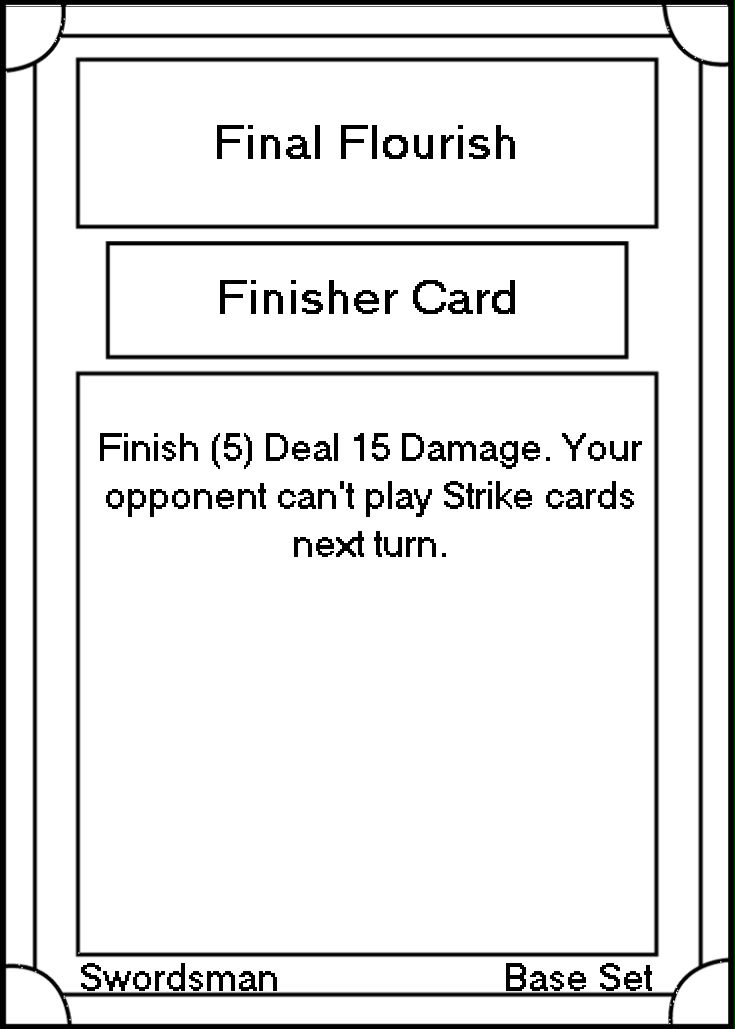 Final Flourish
Finisher Card
Finish (5) Deal 15 Damage. Your
opponent can't play Strike cards
next turn.
Swordsman
Base Set